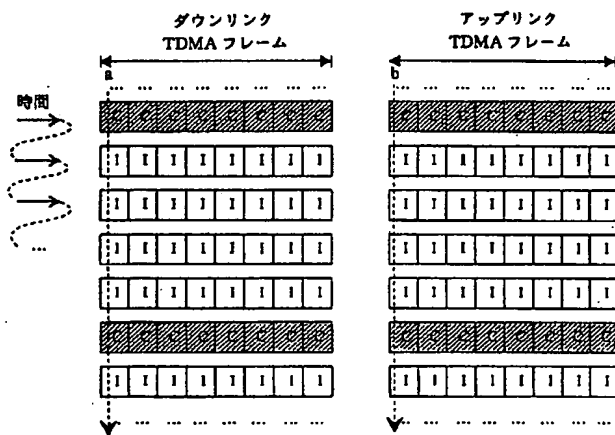 ダウンリンク アップリンク
TDMA フレーム TDMA フレーム
a b
… … … … … … … … … … … … … …
時間
C C C C C C C C C C C C C C C C
I I I I I I I I I I I I I I I I
I I I I I I I I I I I I I I I I
I I I I I I I I I I I I I I I I
…
I I I I I I I I I I I I I I I I
C C C C C C C C C C C C C C C C
I I I I I I I I I I I I I I I I
… … … … … … … … … … … … … …